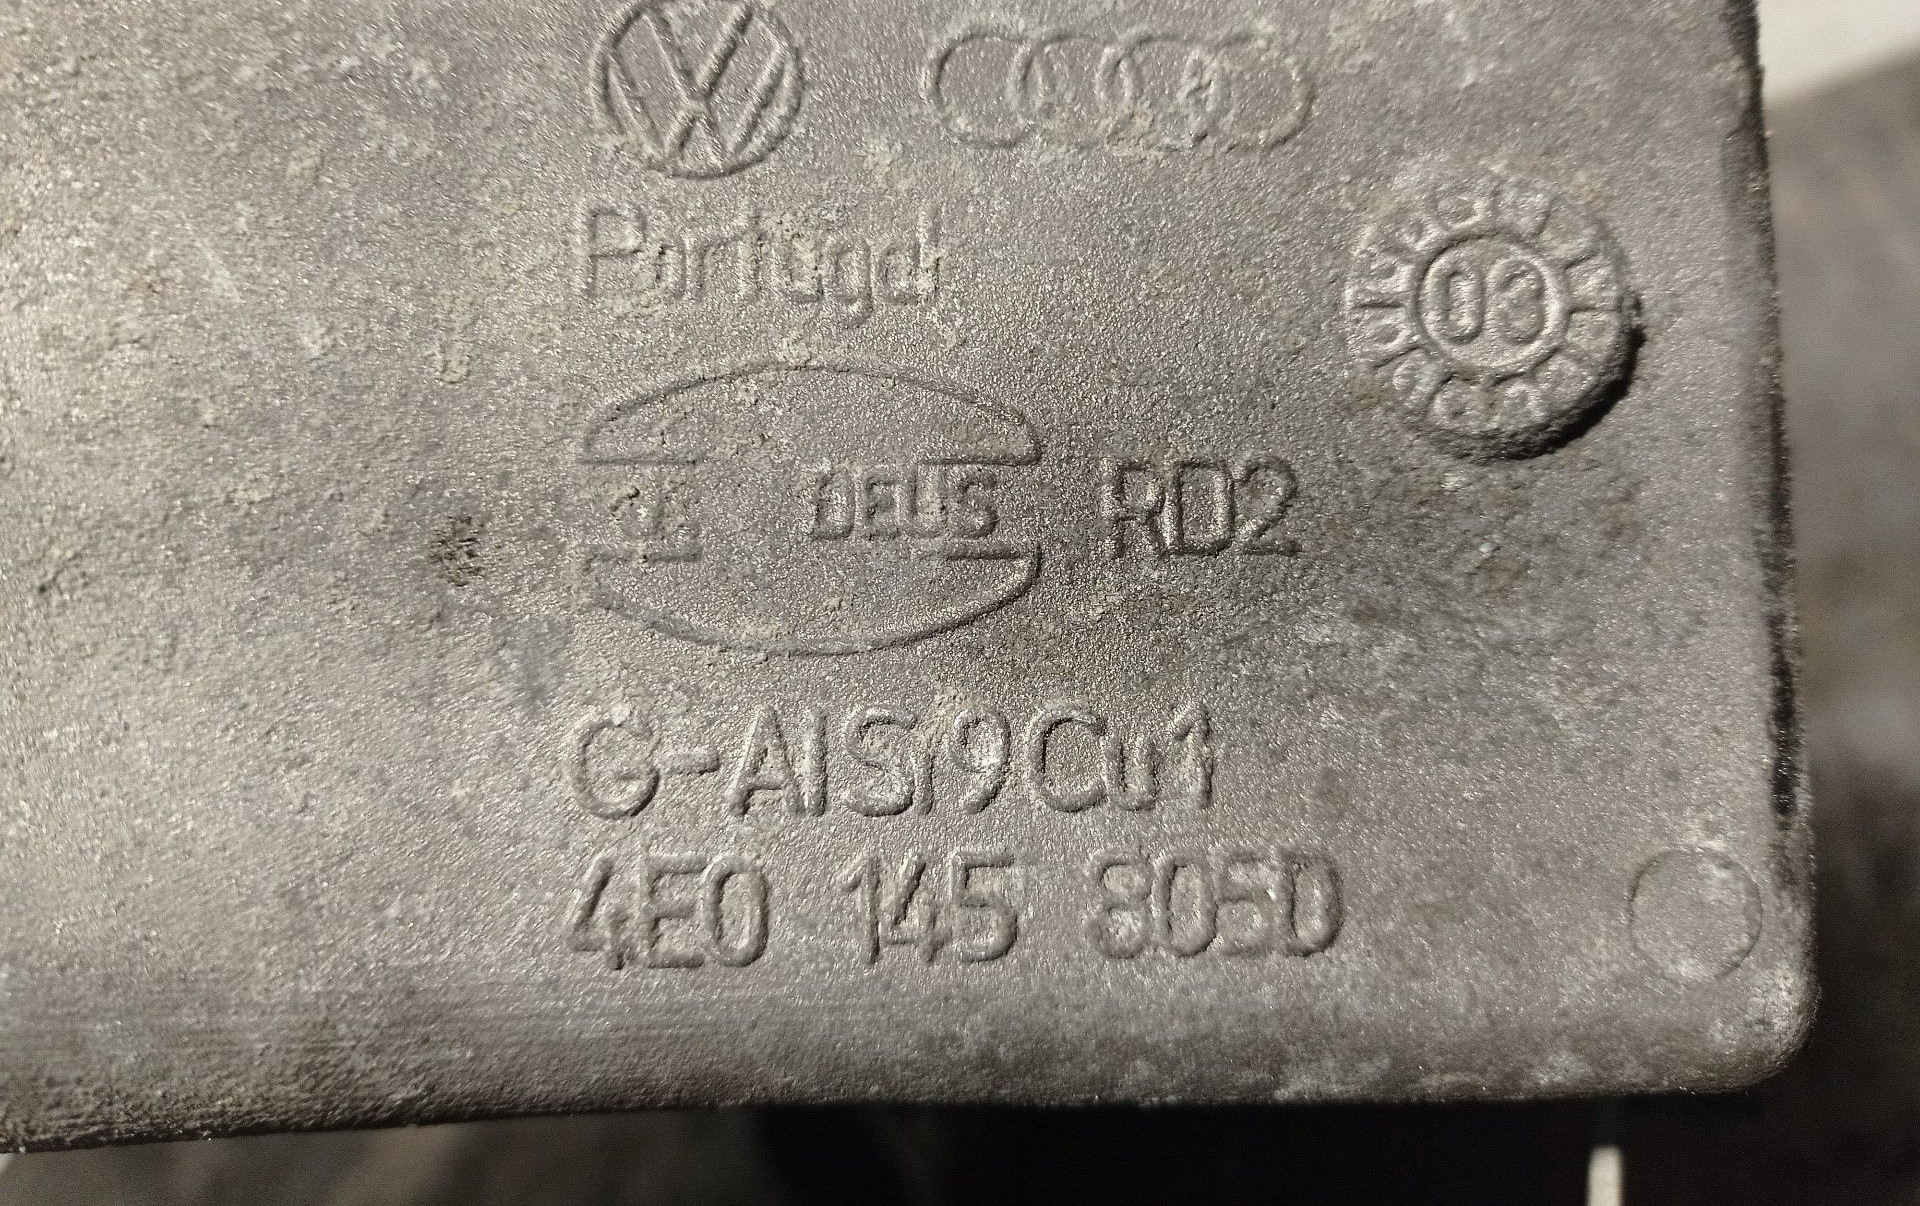 Portugal
03
J. DEUS RD2
G-AlSi9Cu1
4E0 145 805D